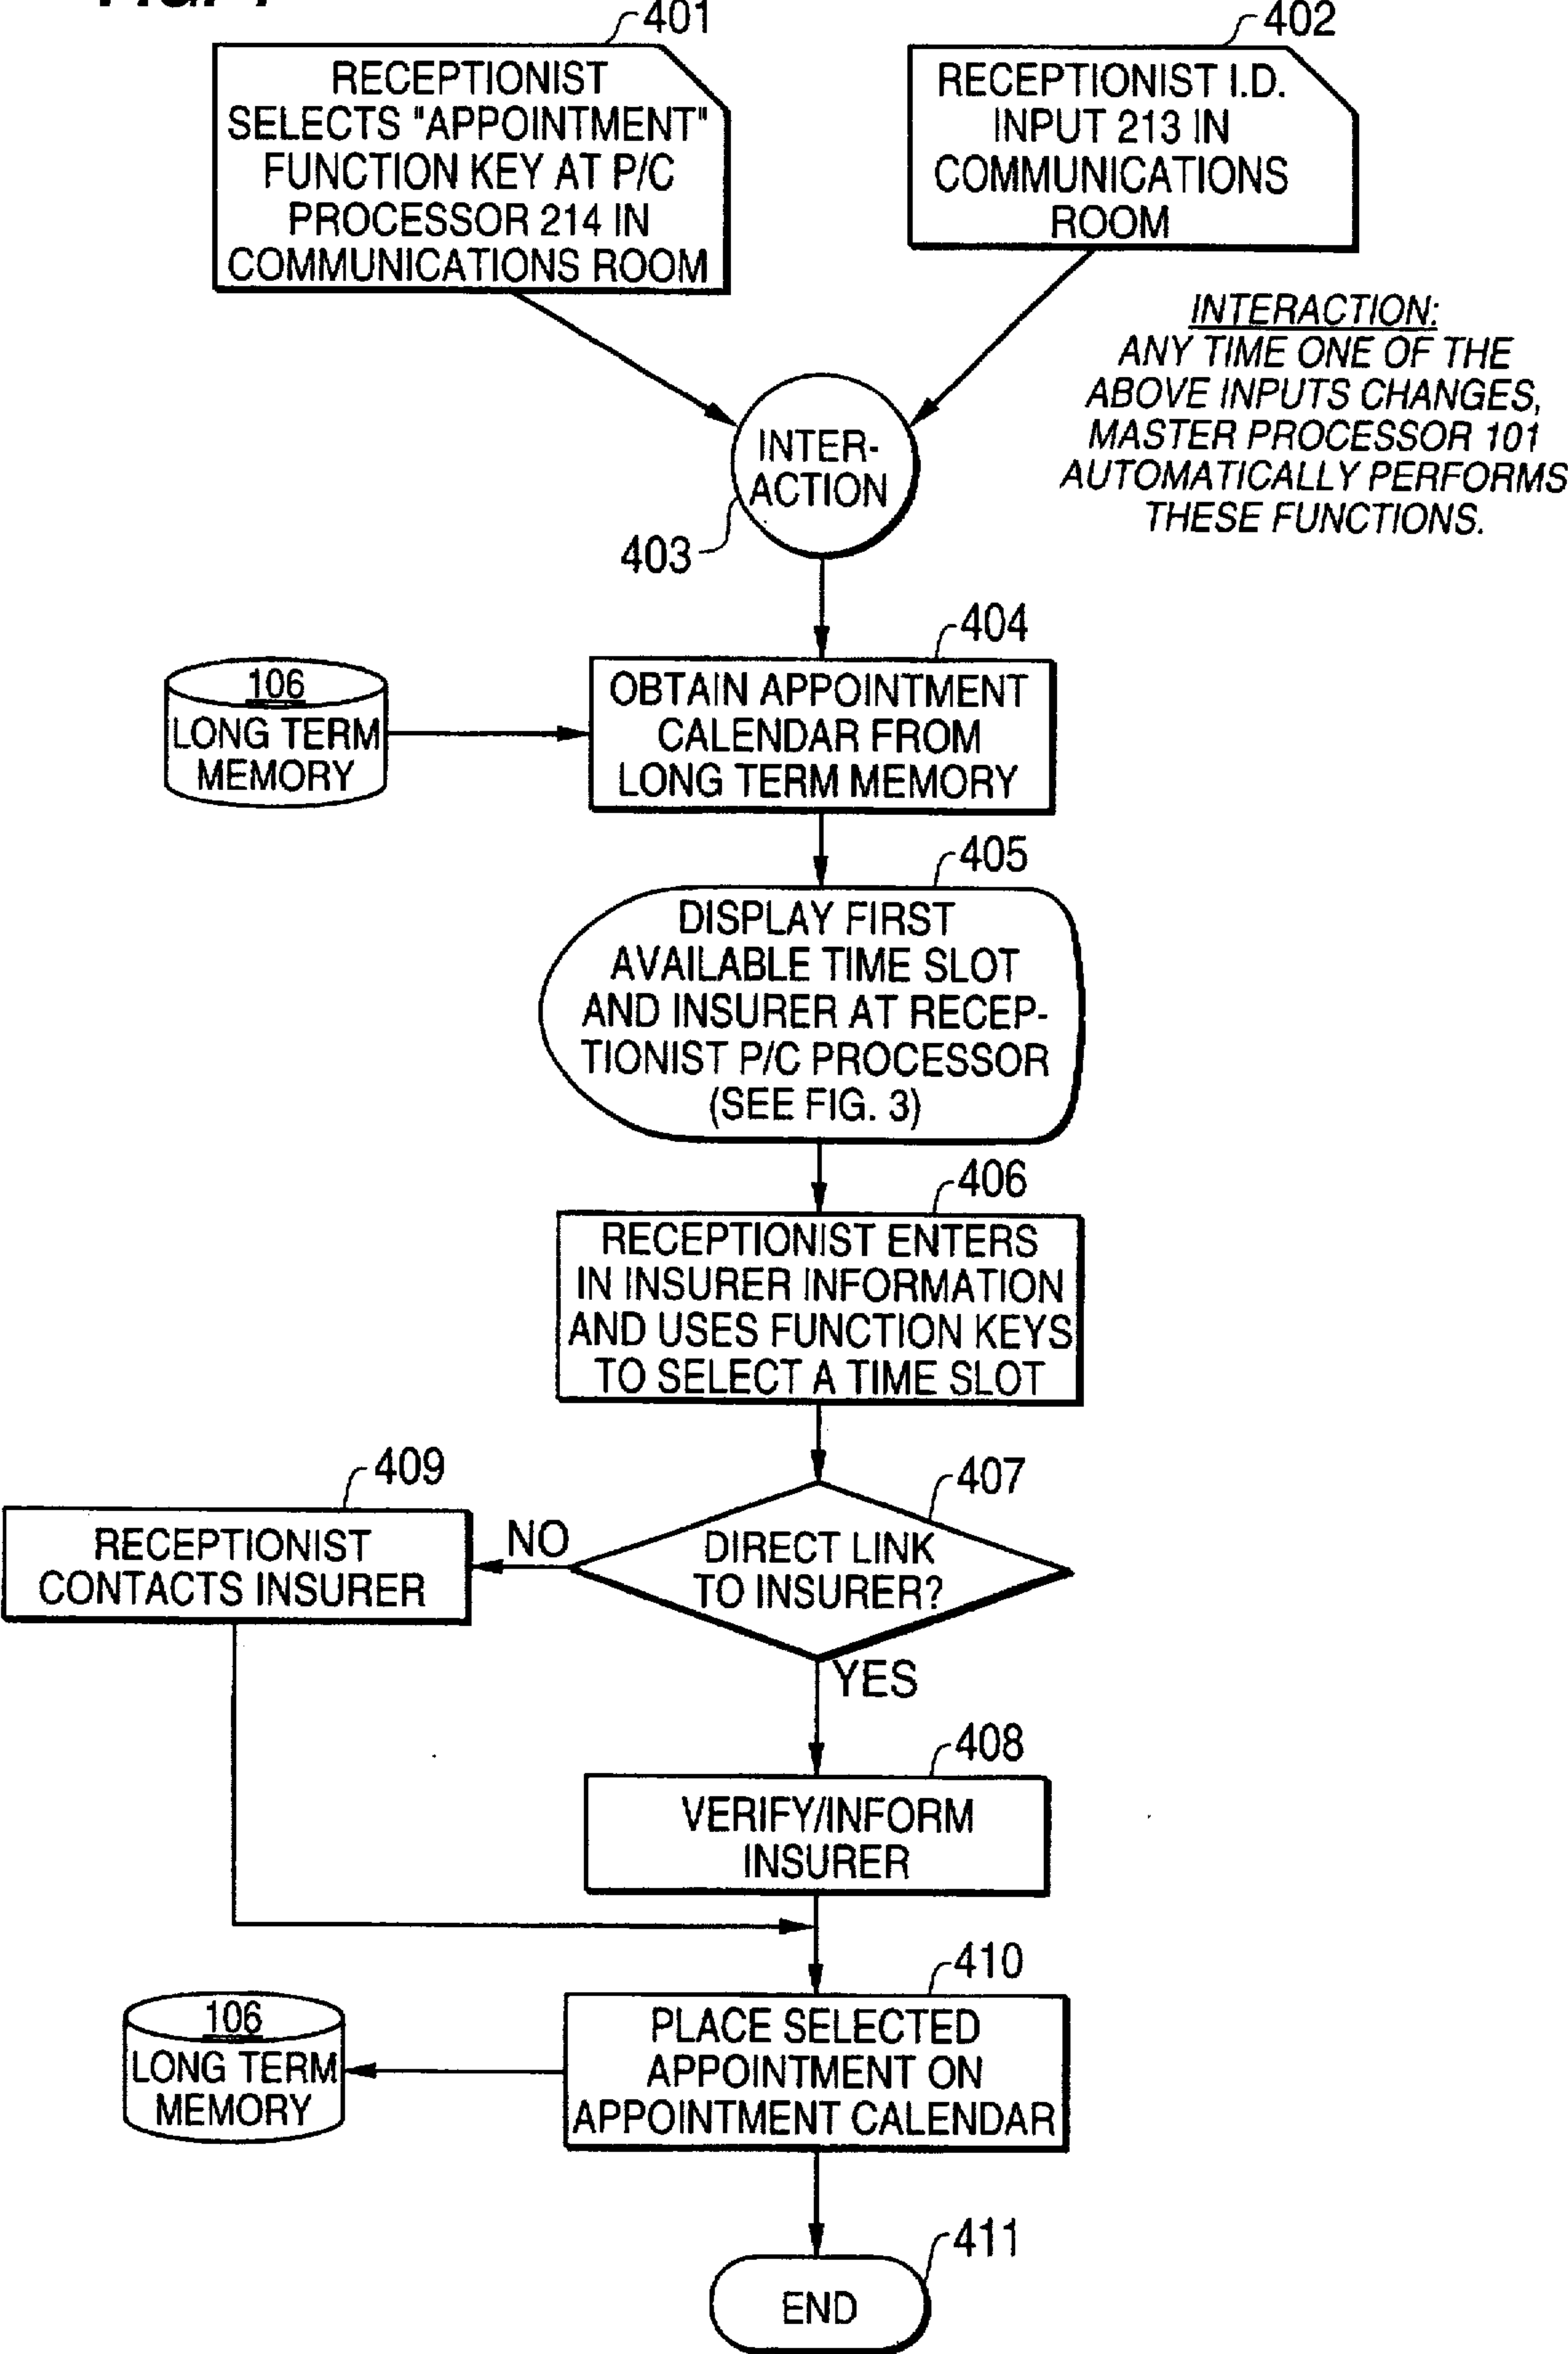 401
RECEPTIONIST
SELECTS "APPOINTMENT"
FUNCTION KEY AT P/C
PROCESSOR 214 IN
COMMUNICATIONS ROOM
402
RECEPTIONIST I.D.
INPUT 213 IN
COMMUNICATIONS
ROOM
INTERACTION:
ANY TIME ONE OF THE
ABOVE INPUTS CHANGES,
MASTER PROCESSOR 101
AUTOMATICALLY PERFORMS
THESE FUNCTIONS.
INTER-
ACTION
403
404
106
LONG TERM
MEMORY
OBTAIN APPOINTMENT
CALENDAR FROM
LONG TERM MEMORY
405
DISPLAY FIRST
AVAILABLE TIME SLOT
AND INSURER AT RECEP-
TIONIST P/C PROCESSOR
(SEE FIG. 3)
406
RECEPTIONIST ENTERS
IN INSURER INFORMATION
AND USES FUNCTION KEYS
TO SELECT A TIME SLOT
409
RECEPTIONIST
CONTACTS INSURER
NO
407
DIRECT LINK
TO INSURER?
YES
408
VERIFY/INFORM
INSURER
410
106
LONG TERM
MEMORY
PLACE SELECTED
APPOINTMENT ON
APPOINTMENT CALENDAR
411
END